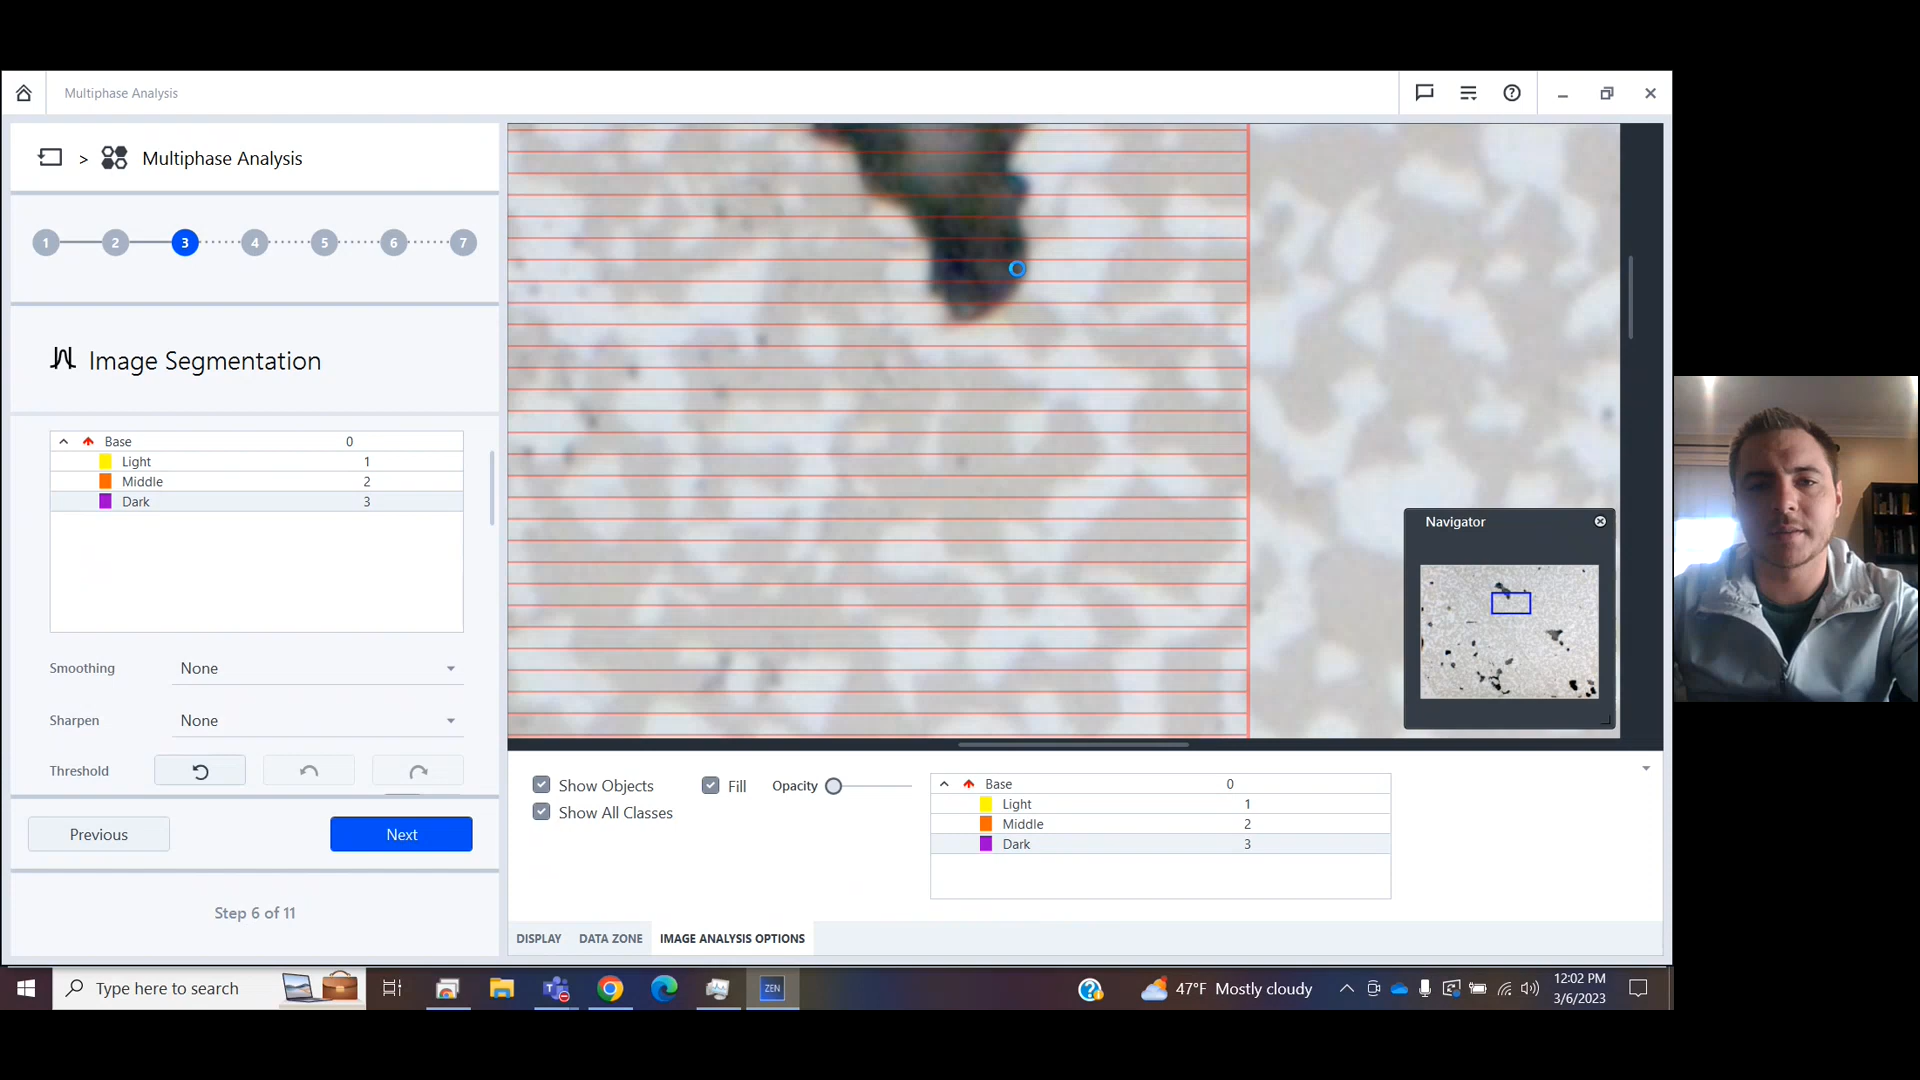 Multiphase Analysis
> Multiphase Analysis
1 2 3 4 5 6 7
Image Segmentation
Base 0
Light 1
Middle 2
Dark 3
Smoothing None
Sharpen None
Threshold
Previous Next
Step 6 of 11
Navigator
Show Objects Fill Opacity
Show All Classes
Base 0
Light 1
Middle 2
Dark 3
DISPLAY DATA ZONE IMAGE ANALYSIS OPTIONS
Type here to search
ZEN
47°F Mostly cloudy
12:02 PM
3/6/2023